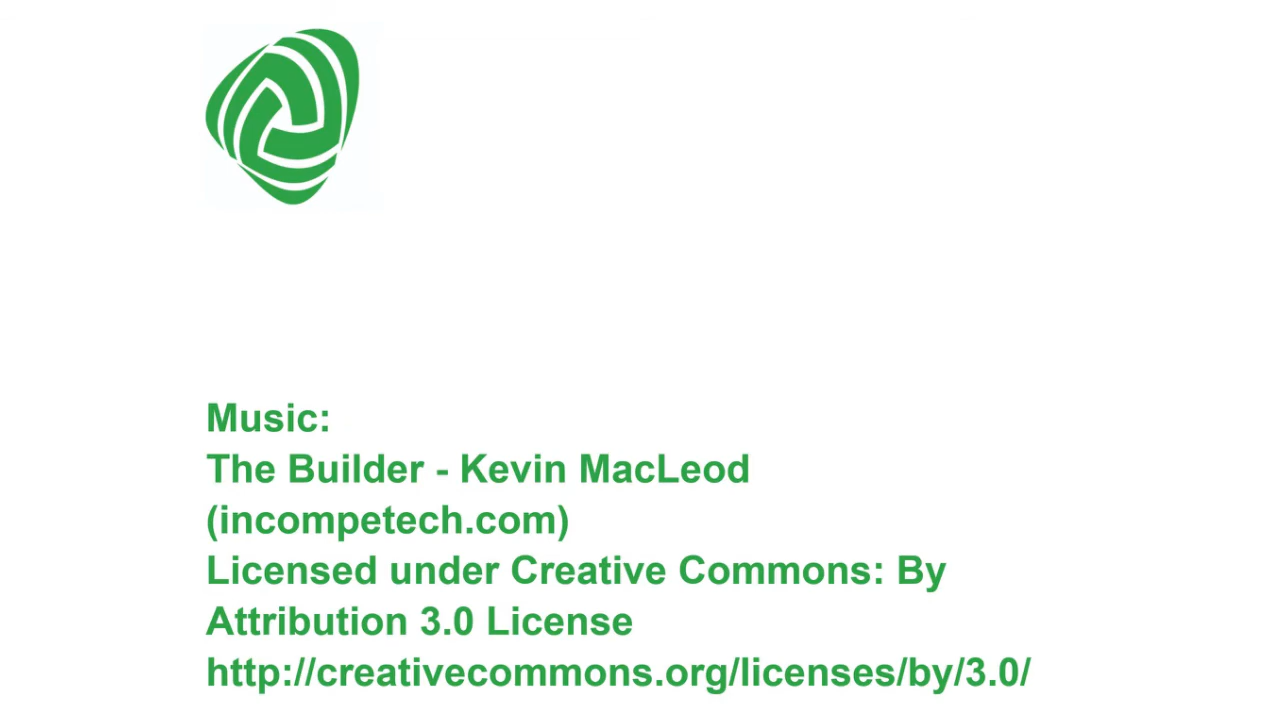 Music:
The Builder - Kevin MacLeod
(incompetech.com)
Licensed under Creative Commons: By
Attribution 3.0 License
http://creativecommons.org/licenses/by/3.0/